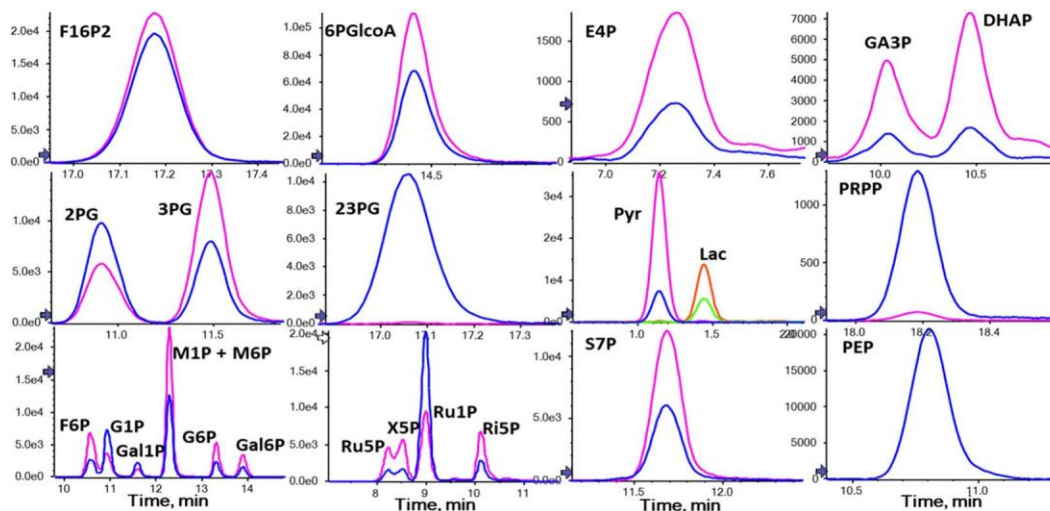 2.0e4
1.5e4
1.0e4
5.0e3
0.0e0
F16P2
17.0 17.1 17.2 17.3 17.4
1.0e5
8.0e4
6.0e4
4.0e4
2.0e4
0.0e0
6PGlcoA
14.5
1500
1000
500
0
E4P
7.0 7.2 7.4 7.6
7000
6000
5000
4000
3000
2000
1000
0
GA3P
DHAP
10.0 10.5
1.0e4
5.0e3
0.0e0
2PG
3PG
11.0 11.5
1.0e4
8.0e3
6.0e3
4.0e3
2.0e3
0.0e0
23PG
17.0 17.3
3e4
2e4
1e4
0e0
Pyr
Lac
1.0 1.5
1000
500
0
PRPP
18.0 18.2 18.4
2.0e4
1.5e4
1.0e4
5.0e3
0.0e0
M1P + M6P
F6P
G1P
Gal1P
G6P
Gal6P
10 11 12 13 14
Time, min
2.0e4
1.5e4
1.0e4
5.0e3
0.0e0
Ru5P
X5P
Ru1P
Ri5P
8 9 10 11
Time, min
1.0e4
5.0e3
0.0e0
S7P
11.5 12.0
Time, min
20000
15000
10000
5000
0
PEP
10.5 11.0
Time, min